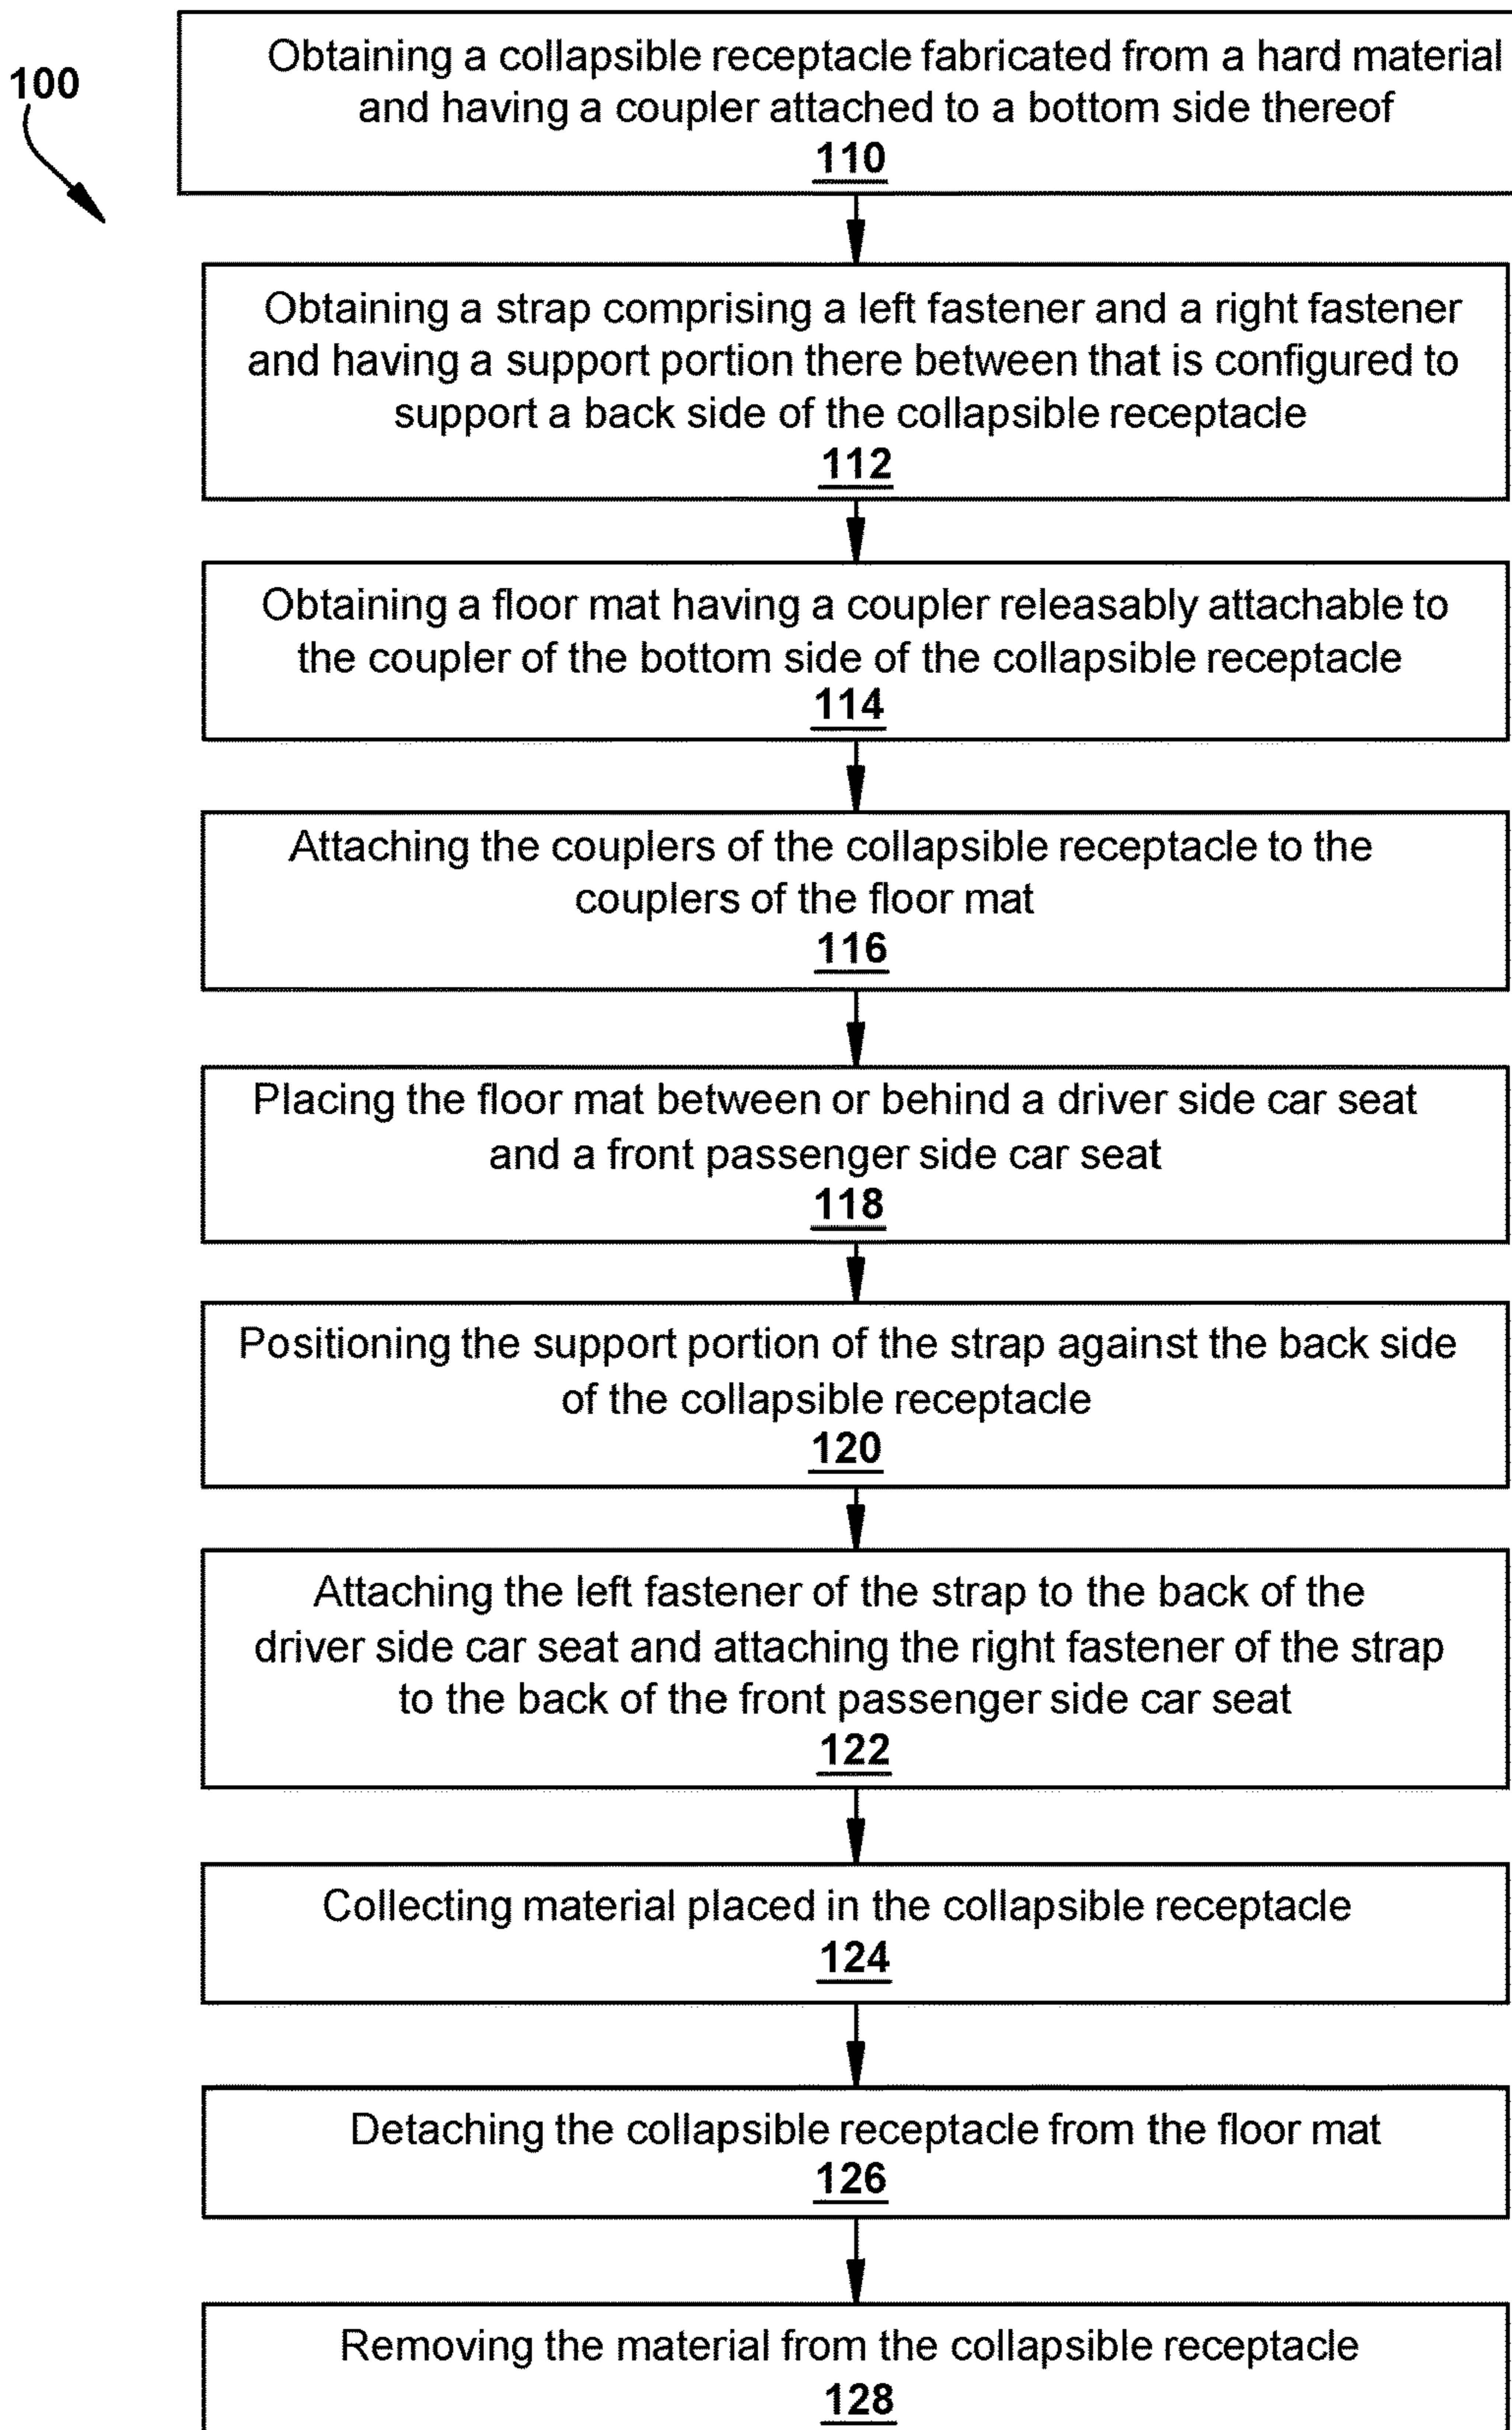 100
Obtaining a collapsible receptacle fabricated from a hard material
and having a coupler attached to a bottom side thereof
110
Obtaining a strap comprising a left fastener and a right fastener
and having a support portion there between that is configured to
support a back side of the collapsible receptacle
112
Obtaining a floor mat having a coupler releasably attachable to
the coupler of the bottom side of the collapsible receptacle
114
Attaching the couplers of the collapsible receptacle to the
couplers of the floor mat
116
Placing the floor mat between or behind a driver side car seat
and a front passenger side car seat
118
Positioning the support portion of the strap against the back side
of the collapsible receptacle
120
Attaching the left fastener of the strap to the back of the
driver side car seat and attaching the right fastener of the strap
to the back of the front passenger side car seat
122
Collecting material placed in the collapsible receptacle
124
Detaching the collapsible receptacle from the floor mat
126
Removing the material from the collapsible receptacle
128